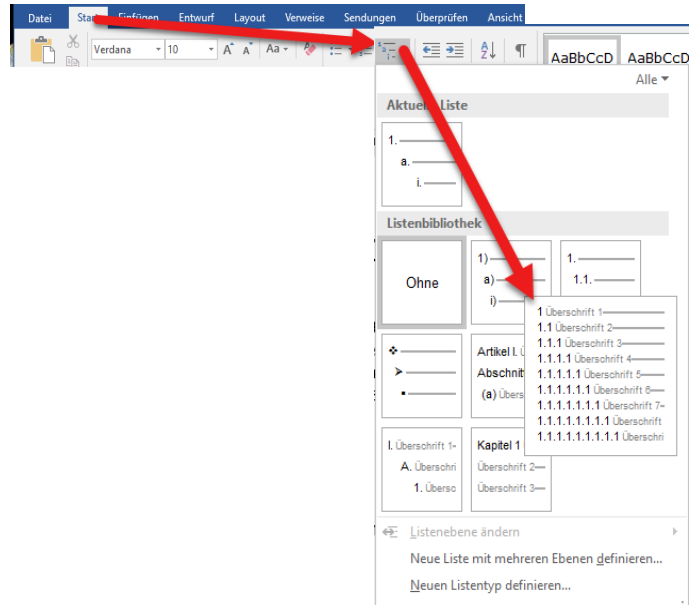 Datei Start Einfügen Entwurf Layout Verweise Sendungen Überprüfen Ansicht
Verdana 10 A A Aa
AaBbCcD AaBbCcD
Alle
Aktuelle Liste
1.
a.
i.
Listenbibliothek
Ohne
1)
a)
i)
1.
1.1.
1 Überschrift 1
1.1 Überschrift 2
1.1.1 Überschrift 3
1.1.1.1 Überschrift 4
1.1.1.1.1 Überschrift 5
1.1.1.1.1.1 Überschrift 6
1.1.1.1.1.1.1 Überschrift 7
1.1.1.1.1.1.1.1 Überschrift
1.1.1.1.1.1.1.1.1 Überschri
Artikel I. Ü
Abschnit
(a) Übers
I. Überschrift 1
A. Überschri
1. Übersc
Kapitel 1
Überschrift 2
Überschrift 3
Listenebene ändern
Neue Liste mit mehreren Ebenen definieren...
Neuen Listentyp definieren...